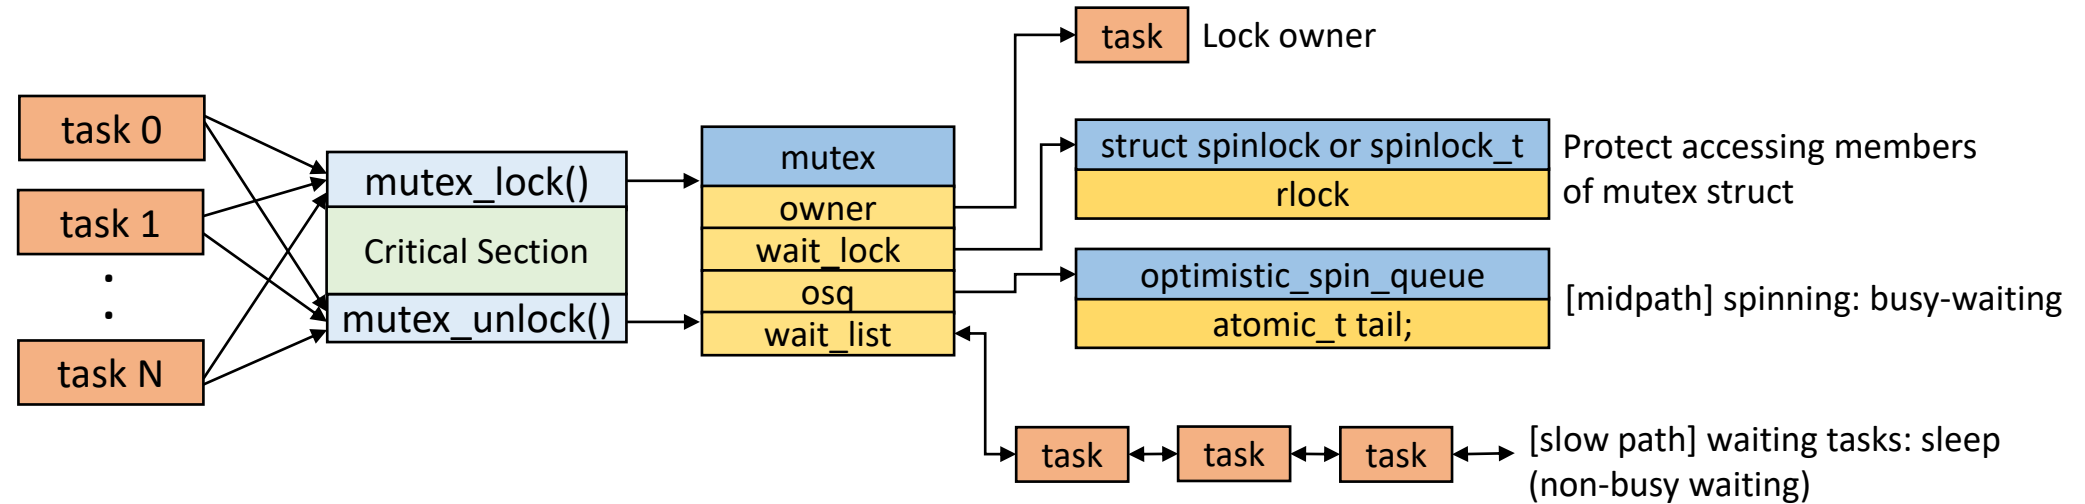 task 0
task 1
.
.
task N
mutex_lock()
Critical Section
mutex_unlock()
mutex
owner
wait_lock
osq
wait_list
task
Lock owner
struct spinlock or spinlock_t
rlock
Protect accessing members
of mutex struct
optimistic_spin_queue
atomic_t tail;
[midpath] spinning: busy-waiting
task
task
task
[slow path] waiting tasks: sleep
(non-busy waiting)